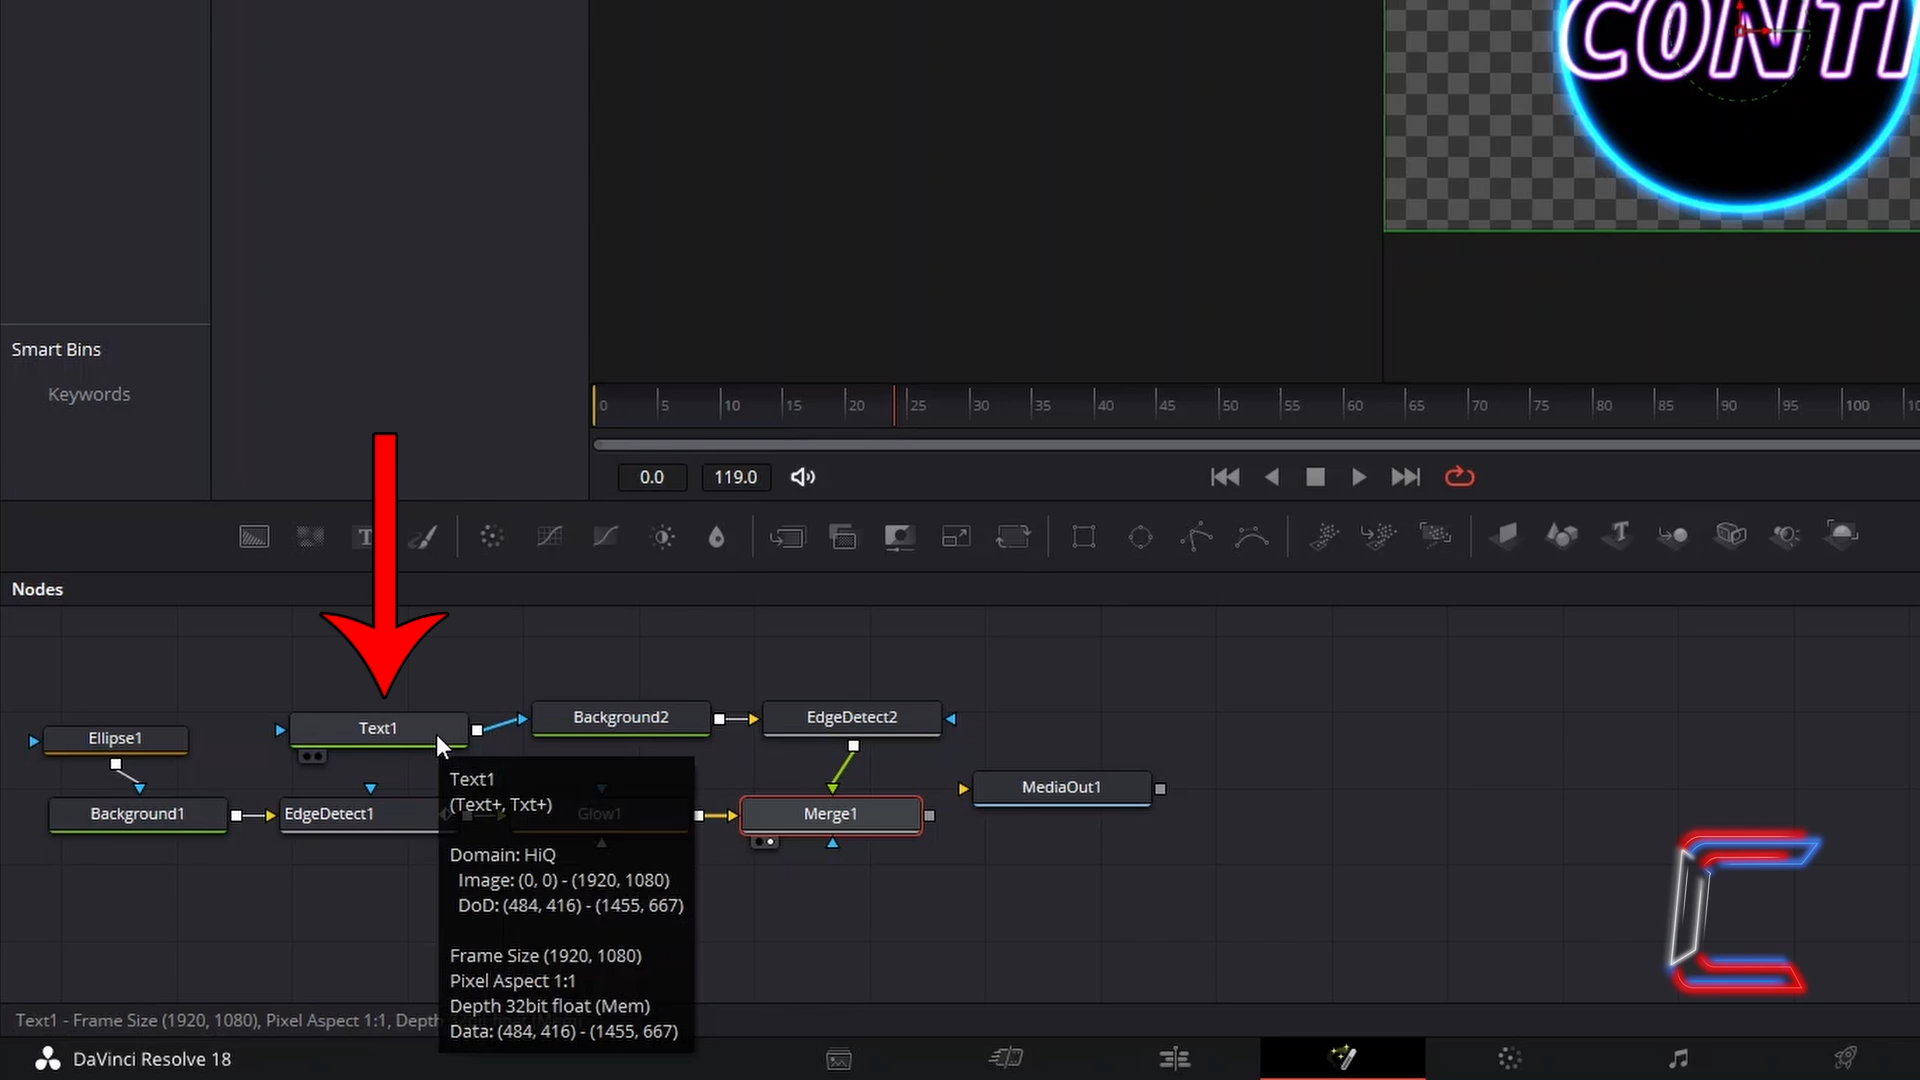 CONTI
Smart Bins
Keywords
0 5 10 15 20 25 30 35 40 45 50 55 60 65 70 75 80 85 90 95 100
0.0 119.0
Nodes
Text1
Background2
EdgeDetect2
Ellipse1
MediaOut1
Background1
EdgeDetect1
Glow1
Merge1
Text1
(Text+, Txt+)
Domain: HiQ
Image: (0, 0) - (1920, 1080)
DoD: (484, 416) - (1455, 667)
Frame Size (1920, 1080)
Pixel Aspect 1:1
Depth 32bit float (Mem)
Data: (484, 416) - (1455, 667)
Text1 - Frame Size (1920, 1080), Pixel Aspect 1:1, Depth
DaVinci Resolve 18